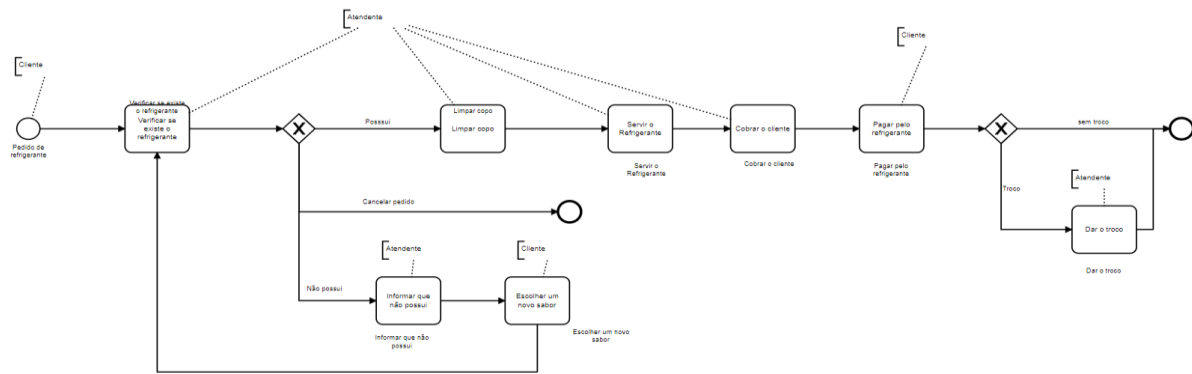 Atendente
Cliente
Cliente
Verificar se existe
o refrigerante
Verificar se
existe o
refrigerante
Pedido de
refrigerante
Posssui
Limpar copo
Limpar copo
Servir o
Refrigerante
Servir o
Refrigerante
Cobrar o cliente
Cobrar o cliente
Pagar pelo
refrigerante
Pagar pelo
refrigerante
sem troco
Troco
Atendente
Dar o troco
Dar o troco
Cancelar pedido
Não possui
Atendente
Informar que
não possui
Informar que não
possui
Cliente
Escolher um
novo sabor
Escolher um novo
sabor